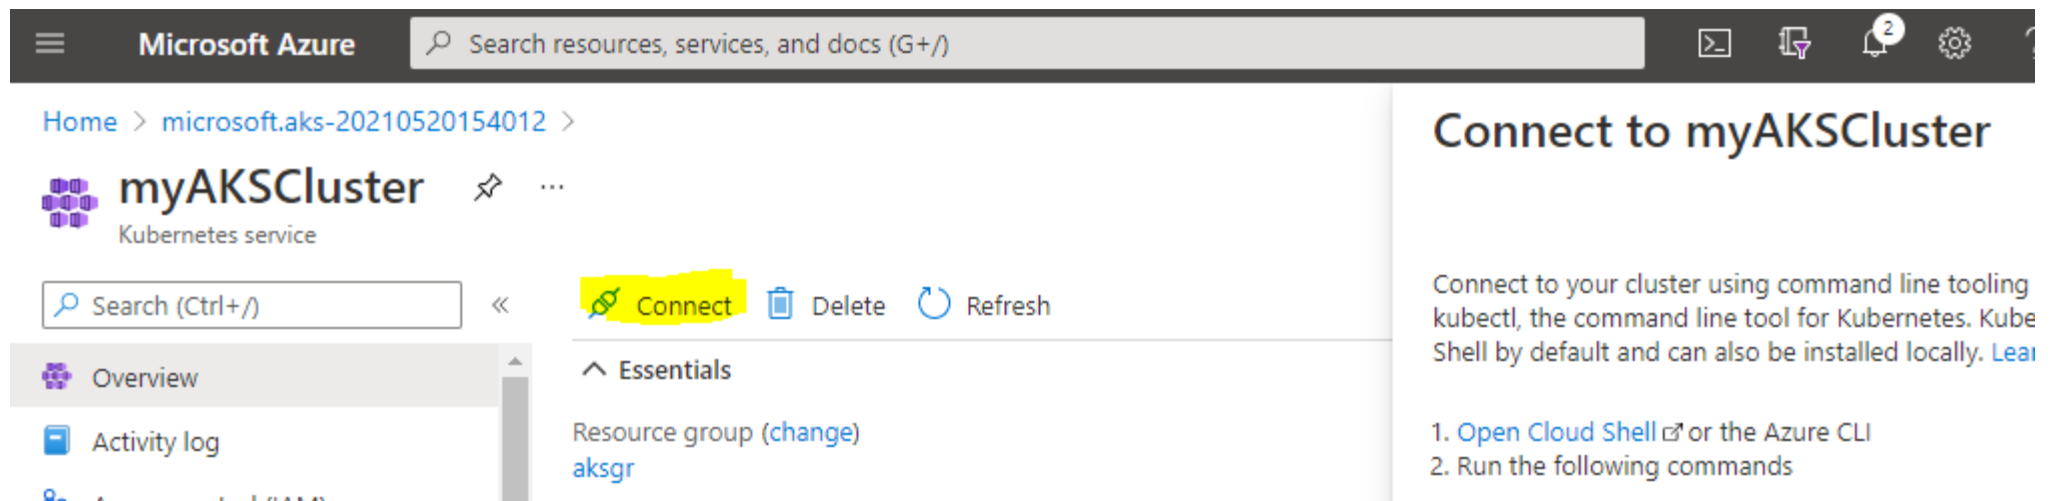 Microsoft Azure
Search resources, services, and docs (G+/)
2
Home > microsoft.aks-20210520154012 >
myAKSCluster
...
Kubernetes service
Search (Ctrl+/)
«
Overview
Activity log
Connect
Delete
Refresh
Essentials
Resource group (change)
aksgr
Connect to myAKSCluster
Connect to your cluster using command line tooling
kubectl, the command line tool for Kubernetes. Kube
Shell by default and can also be installed locally. Lear
1. Open Cloud Shell or the Azure CLI
2. Run the following commands